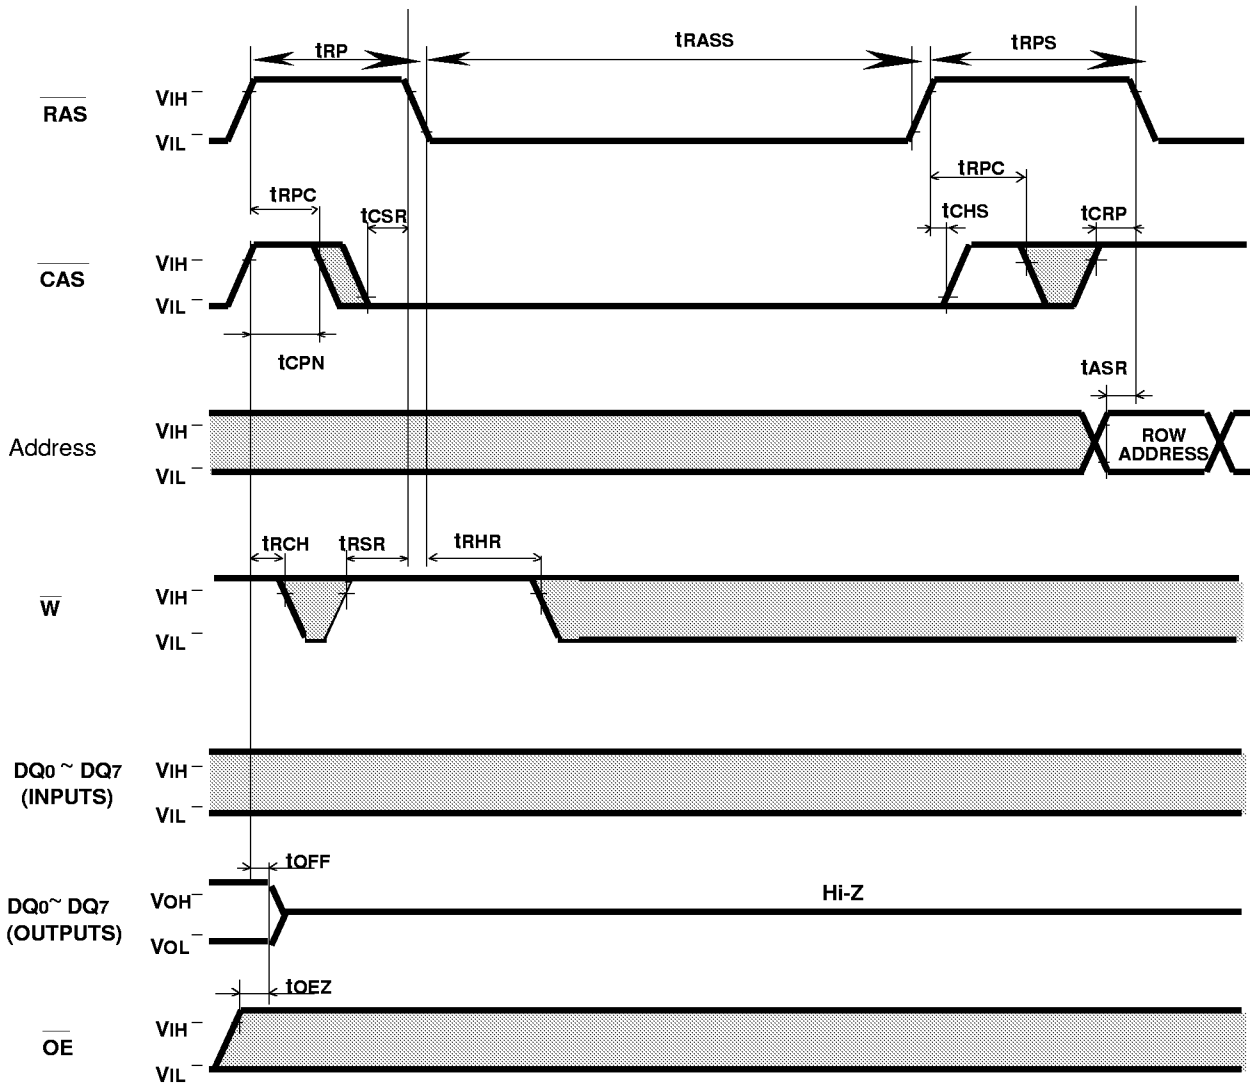 tRP
tRASS
tRPS
RAS
VIH
VIL
tRPC
tCSR
tRPC
tCHS
tCRP
CAS
VIH
VIL
tCPN
tASR
Address
VIH
VIL
ROW
ADDRESS
tRCH
tRSR
tRHR
W
VIH
VIL
DQ0 ~ DQ7
(INPUTS)
VIH
VIL
tOFF
DQ0~ DQ7
(OUTPUTS)
VOH
VOL
Hi-Z
tOEZ
OE
VIH
VIL